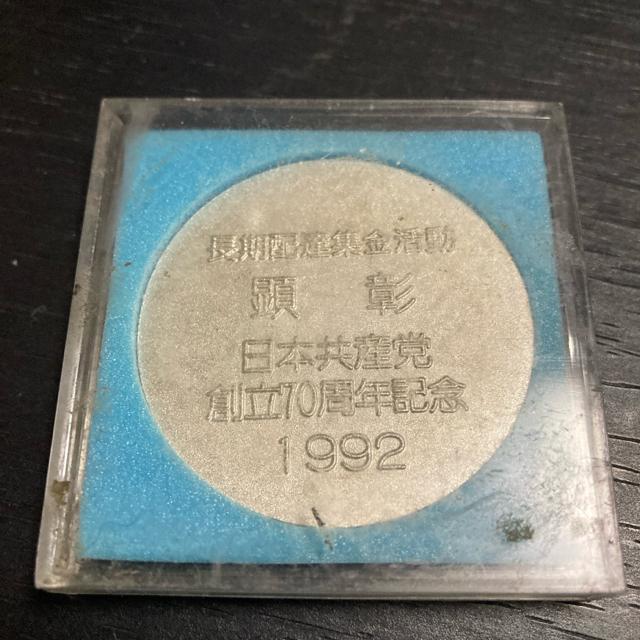 長期配達集金活動
顕彰
日本共産党
創立70周年記念
1992